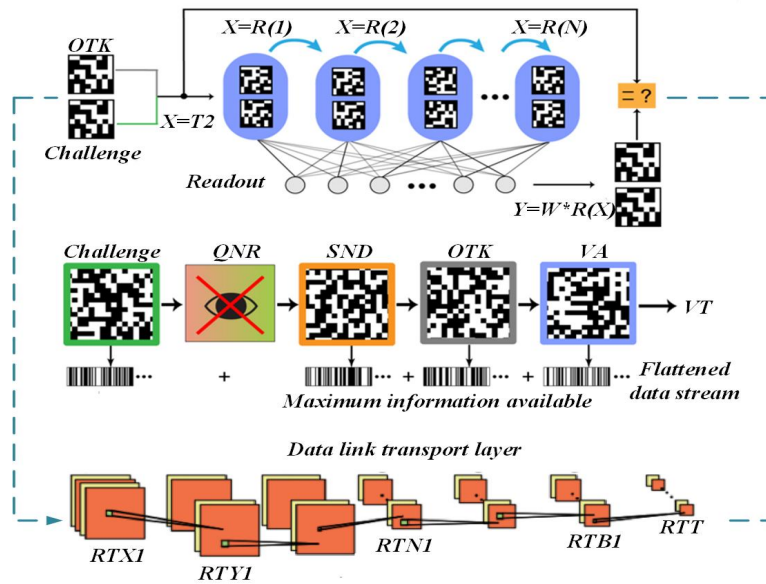 X=R(1) X=R(2) X=R(N)
OTK
= ?
X=T2
Challenge
Readout
Y=W*R(X)
Challenge QNR SND OTK VA
VT
... + ... + ... + ... Flattened
Maximum information available data stream
Data link transport layer
RTX1 RTY1 RTN1 RTB1 RTT